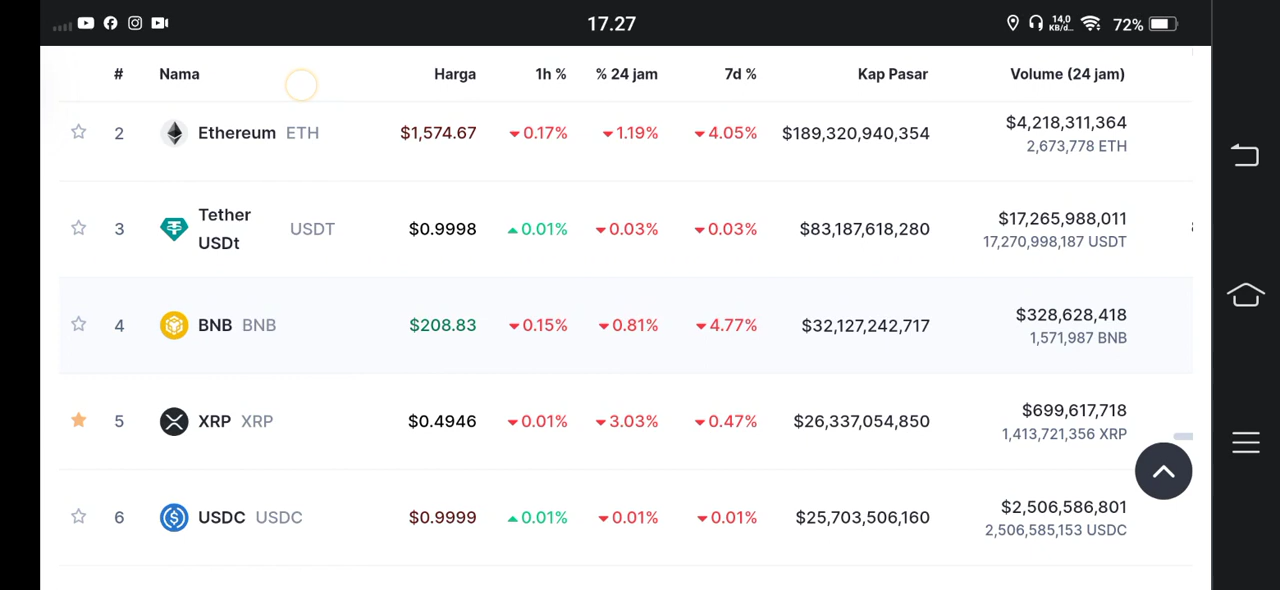 17.27
14,0
KB/d...
72%
# Nama Harga 1h % % 24 jam 7d % Kap Pasar Volume (24 jam)
2 Ethereum ETH $1,574.67 0.17% 1.19% 4.05% $189,320,940,354 $4,218,311,364
2,673,778 ETH
3 Tether USDt USDT $0.9998 0.01% 0.03% 0.03% $83,187,618,280 $17,265,988,011
17,270,998,187 USDT
4 BNB BNB $208.83 0.15% 0.81% 4.77% $32,127,242,717 $328,628,418
1,571,987 BNB
5 XRP XRP $0.4946 0.01% 3.03% 0.47% $26,337,054,850 $699,617,718
1,413,721,356 XRP
6 USDC USDC $0.9999 0.01% 0.01% 0.01% $25,703,506,160 $2,506,586,801
2,506,585,153 USDC